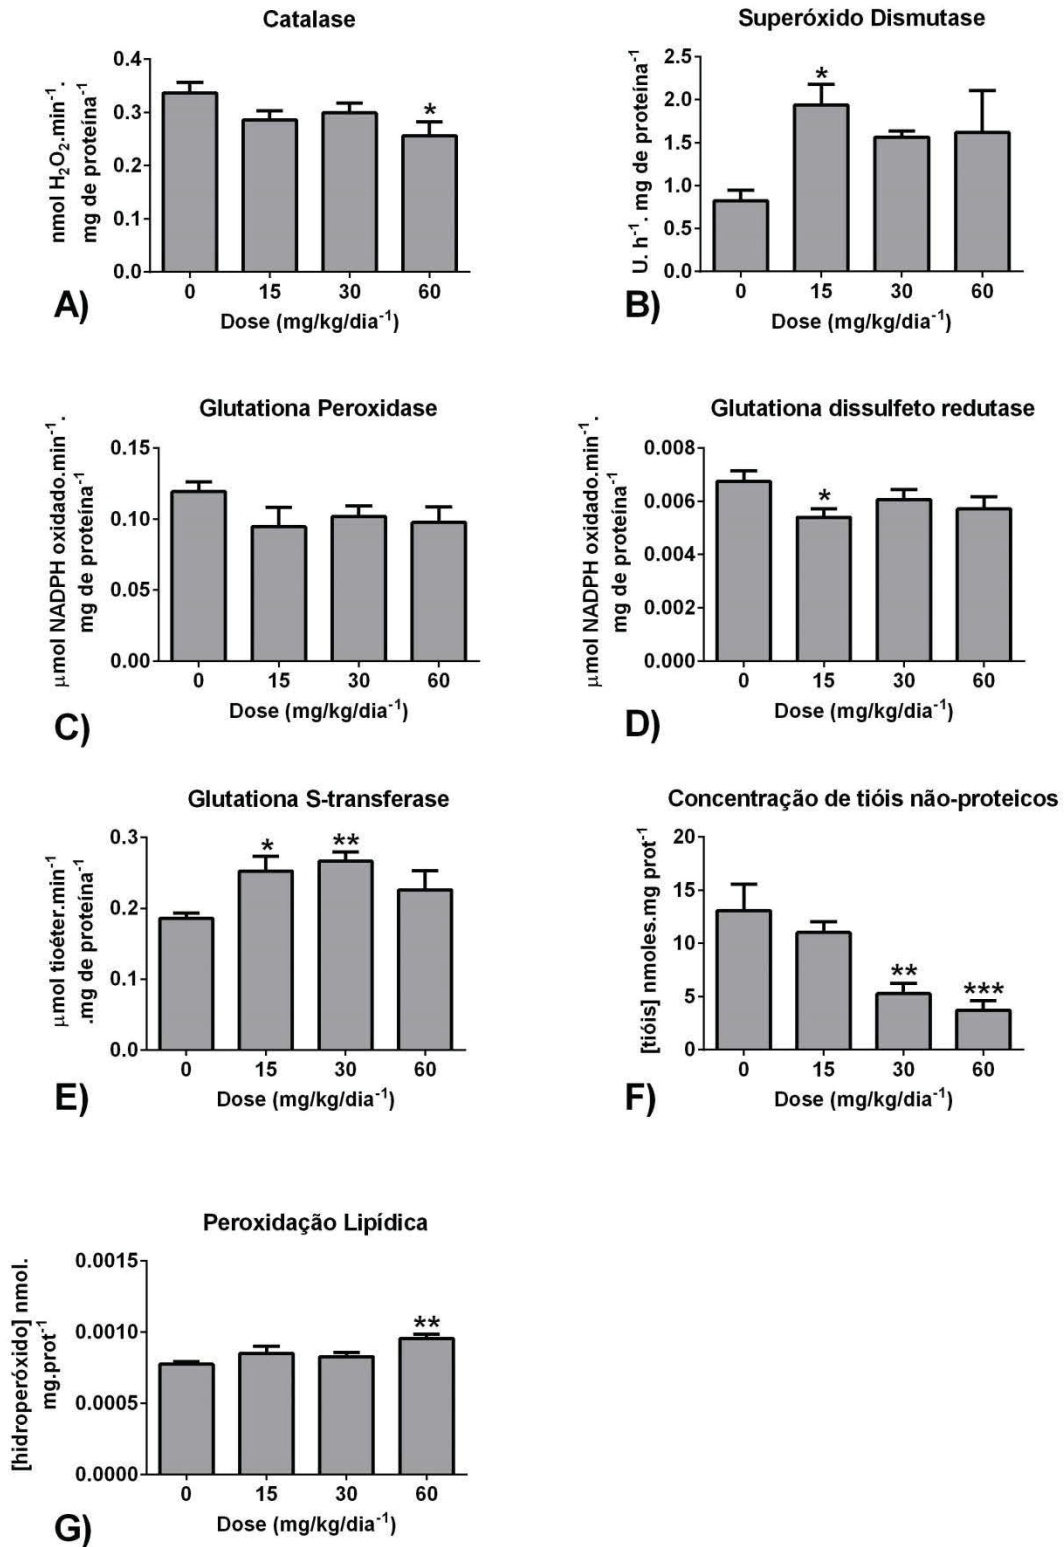 Catalase
nmol H₂O₂.min⁻¹.
mg de proteína⁻¹
0.4
0.3
0.2
0.1
0.0
*
0 15 30 60
Dose (mg/kg/dia⁻¹)
A)
Superóxido Dismutase
U. h⁻¹. mg de proteína⁻¹
2.5
2.0
1.5
1.0
0.5
0.0
*
0 15 30 60
Dose (mg/kg/dia⁻¹)
B)
Glutationa Peroxidase
µmol NADPH oxidado.min⁻¹.
mg de proteína⁻¹
0.15
0.10
0.05
0.00
0 15 30 60
Dose (mg/kg/dia⁻¹)
C)
Glutationa dissulfeto redutase
µmol NADPH oxidado.min⁻¹.
mg de proteína⁻¹
0.008
0.006
0.004
0.002
0.000
*
0 15 30 60
Dose (mg/kg/dia⁻¹)
D)
Glutationa S-transferase
µmol tioéter.min⁻¹
.mg de proteína⁻¹
0.3
0.2
0.1
0.0
* **
0 15 30 60
Dose (mg/kg/dia⁻¹)
E)
Concentração de tióis não-proteicos
[tióis] nmoles.mg prot⁻¹
20
15
10
5
0
** ***
0 15 30 60
Dose (mg/kg/dia⁻¹)
F)
Peroxidação Lipídica
[hidroperóxido] nmol.
mg.prot⁻¹
0.0015
0.0010
0.0005
0.0000
**
0 15 30 60
Dose (mg/kg/dia⁻¹)
G)